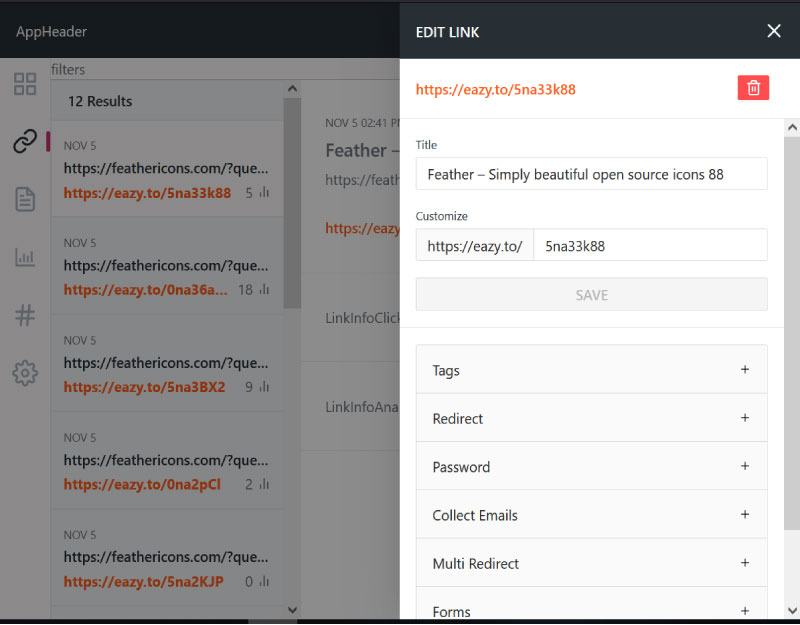 AppHeader
filters
12 Results
NOV 5
https://feathericons.com/?que...
https://eazy.to/5na33k88 5
NOV 5
https://feathericons.com/?que...
https://eazy.to/0na36a... 18
NOV 5
https://feathericons.com/?que...
https://eazy.to/5na3BX2 9
NOV 5
https://feathericons.com/?que...
https://eazy.to/0na2pCl 2
NOV 5
https://feathericons.com/?que...
https://eazy.to/5na2KJP 0
NOV 5 02:41
Feather –
https://feath
https://eazy
LinkInfoClick
LinkInfoAna
EDIT LINK
https://eazy.to/5na33k88
Title
Feather – Simply beautiful open source icons 88
Customize
https://eazy.to/ 5na33k88
SAVE
Tags +
Redirect +
Password +
Collect Emails +
Multi Redirect +
Forms +